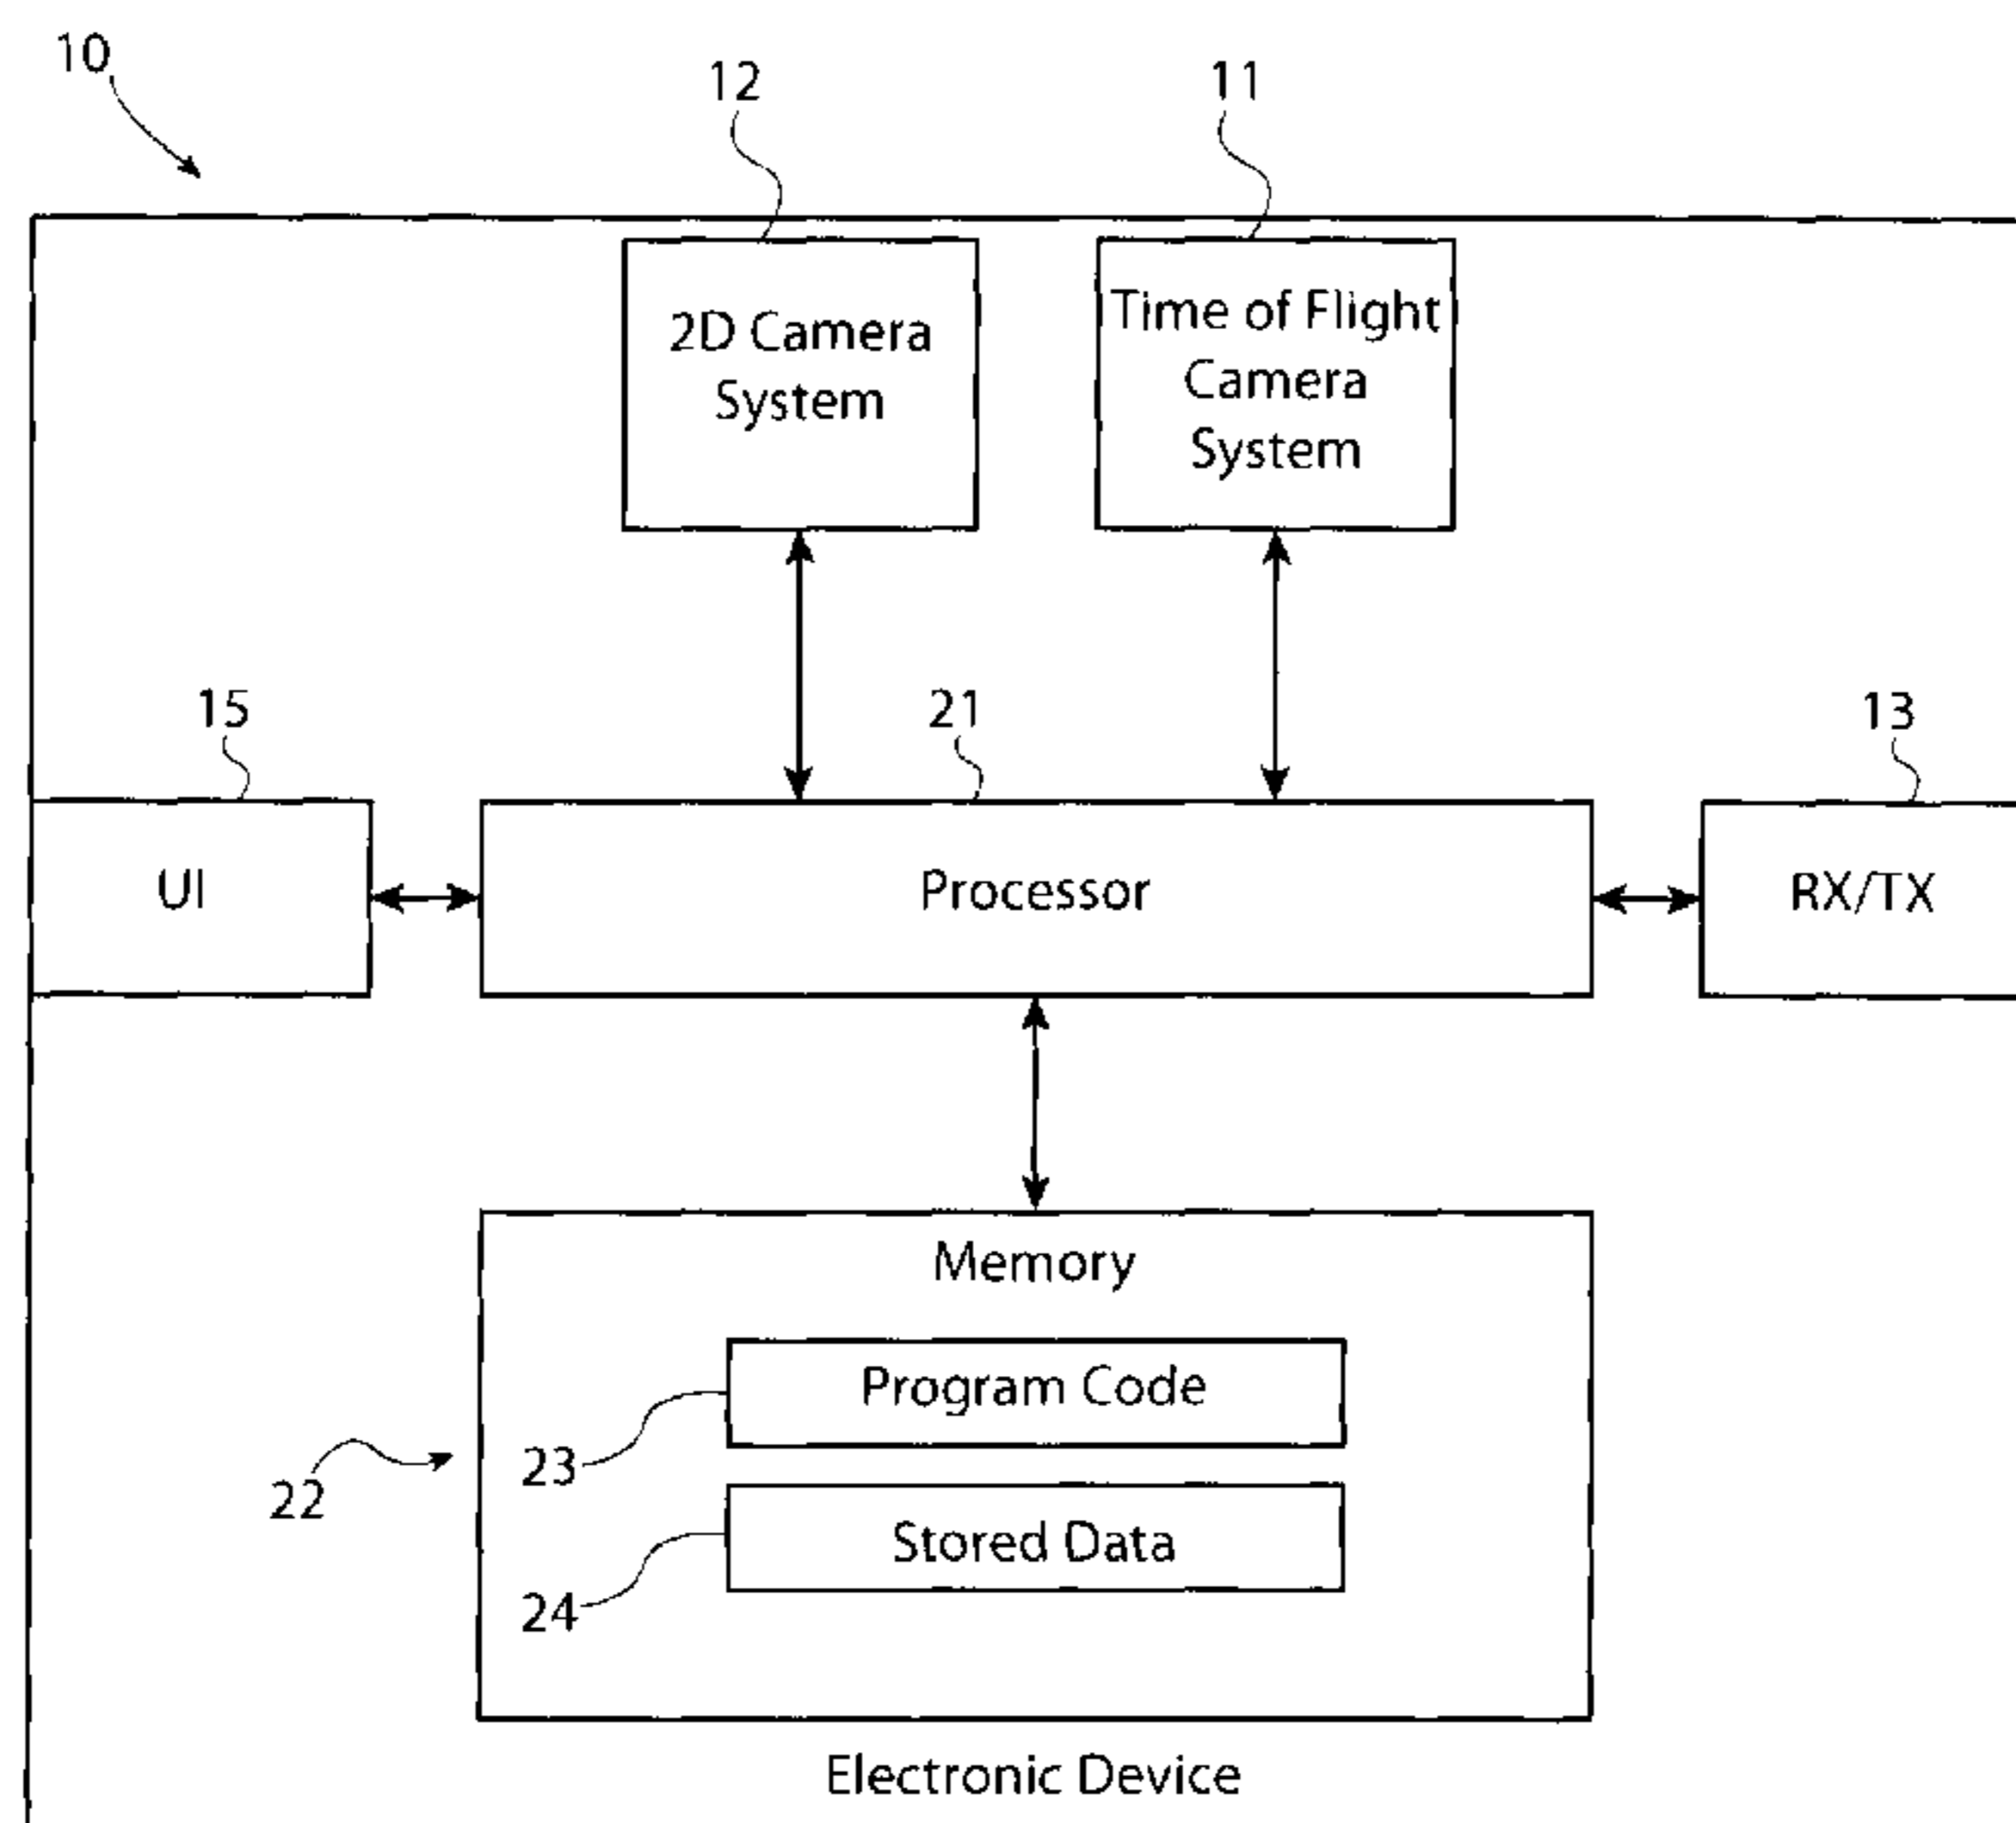 10
12
11
2D Camera
System
Time of Flight
Camera
System
15
21
13
UI
Processor
RX/TX
Memory
Program Code
23
22
Stored Data
24
Electronic Device